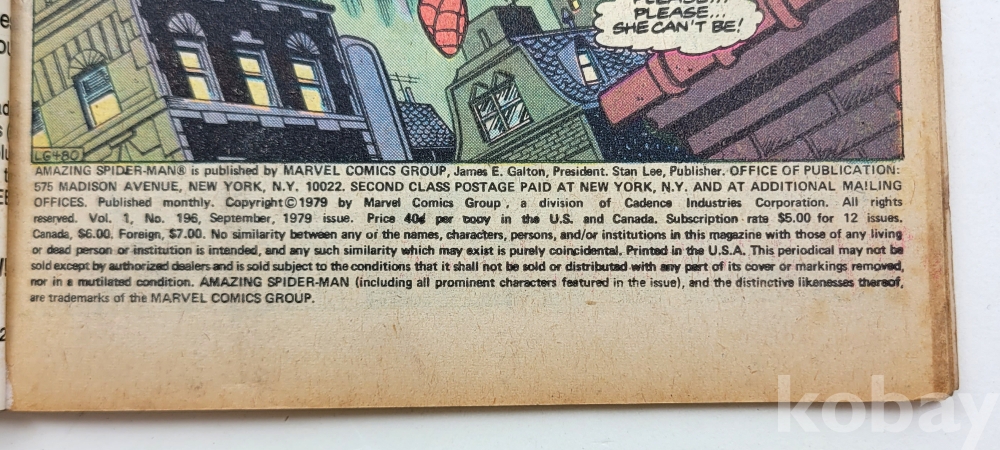 PLEASE...
PLEASE...
SHE CAN'T BE!
LG480
AMAZING SPIDER-MAN® is published by MARVEL COMICS GROUP, James E. Galton, President. Stan Lee, Publisher. OFFICE OF PUBLICATION:
575 MADISON AVENUE, NEW YORK, N.Y. 10022. SECOND CLASS POSTAGE PAID AT NEW YORK, N.Y. AND AT ADDITIONAL MAILING
OFFICES. Published monthly. Copyright©1979 by Marvel Comics Group, a division of Cadence Industries Corporation. All rights
reserved. Vol. 1, No. 196, September, 1979 issue. Price 40¢ per copy in the U.S. and Canada. Subscription rate $5.00 for 12 issues.
Canada, $6.00. Foreign, $7.00. No similarity between any of the names, characters, persons, and/or institutions in this magazine with those of any living
or dead person or institution is intended, and any such similarity which may exist is purely coincidental. Printed in the U.S.A. This periodical may not be
sold except by authorized dealers and is sold subject to the conditions that it shall not be sold or distributed with any part of its cover or markings removed,
nor in a mutilated condition. AMAZING SPIDER-MAN (including all prominent characters featured in the issue), and the distinctive likenesses thereof,
are trademarks of the MARVEL COMICS GROUP.
kobay